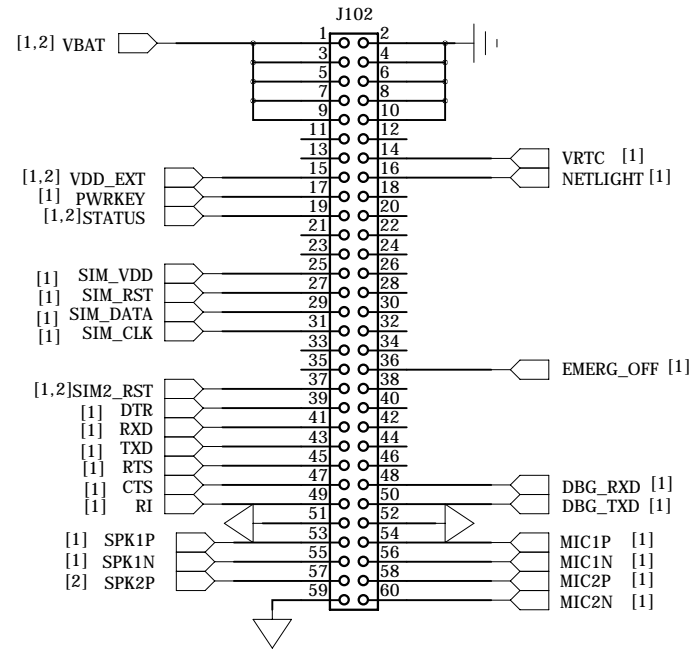 J102
[1,2] VBAT 1 2
3 4
5 6
7 8
9 10
11 12
13 14 VRTC [1]
[1,2] VDD_EXT 15 16 NETLIGHT [1]
[1] PWRKEY 17 18
[1,2]STATUS 19 20
21 22
23 24
[1] SIM_VDD 25 26
[1] SIM_RST 27 28
[1] SIM_DATA 29 30
[1] SIM_CLK 31 32
33 34
35 36 EMERG_OFF [1]
[1,2]SIM2_RST 37 38
[1] DTR 39 40
[1] RXD 41 42
[1] TXD 43 44
[1] RTS 45 46
[1] CTS 47 48 DBG_RXD [1]
[1] RI 49 50 DBG_TXD [1]
51 52
[1] SPK1P 53 54 MIC1P [1]
[1] SPK1N 55 56 MIC1N [1]
[2] SPK2P 57 58 MIC2P [1]
59 60 MIC2N [1]